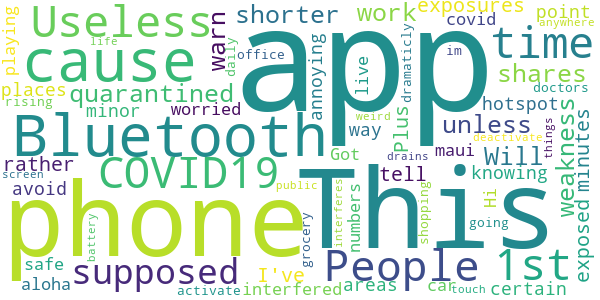 playing Useless shorter work exposures covid point anywhere
cause warn app time
life office im doctors
places quarantined daily annoying live dramaticly shares
rising minor worried Plus hotspot
Bluetooth way unless weakness minutes
weird deactivate things
rather COVID19 Got maui Will
tell knowing
phone This
avoid drains numbers Hi exposed
screen public interferes shopping going
safe supposed I've grocery People 1st
battery areas car
aloha activate interfered touch certain